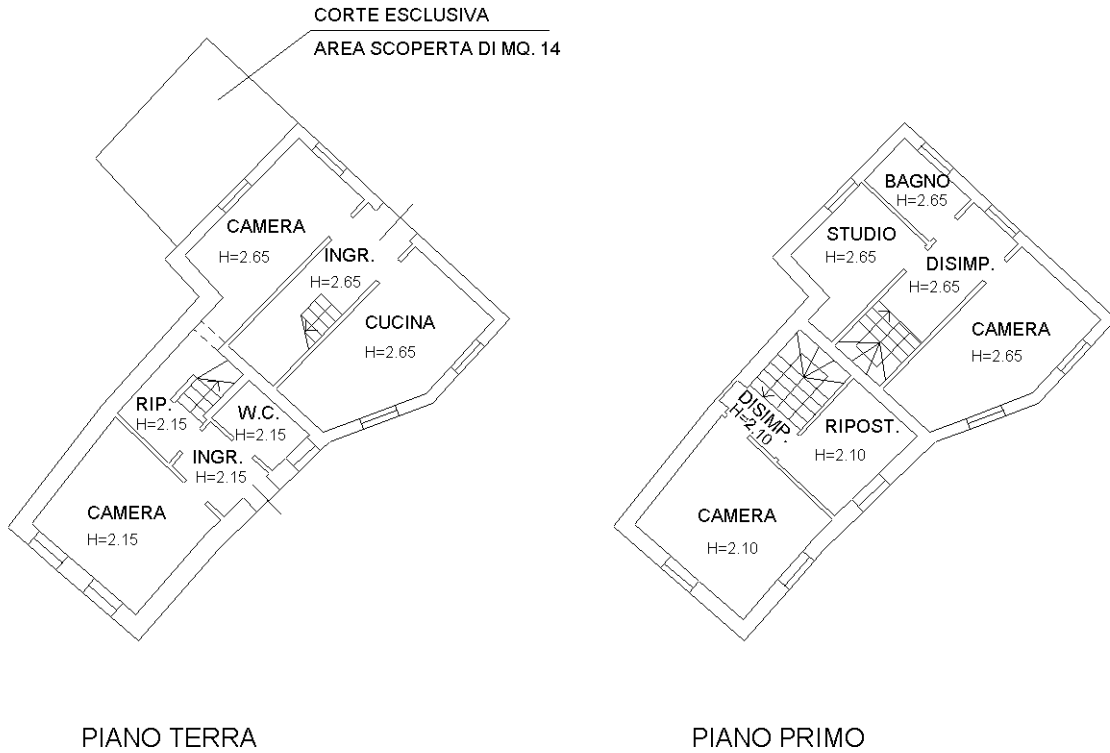 CORTE ESCLUSIVA
AREA SCOPERTA DI MQ. 14
CAMERA
H=2.65
INGR.
H=2.65
CUCINA
H=2.65
RIP.
H=2.15
W.C.
H=2.15
INGR.
H=2.15
CAMERA
H=2.15
PIANO TERRA
BAGNO
H=2.65
STUDIO
H=2.65
DISIMP.
H=2.65
CAMERA
H=2.65
DISIMP.
H=2.10
RIPOST.
H=2.10
CAMERA
H=2.10
PIANO PRIMO